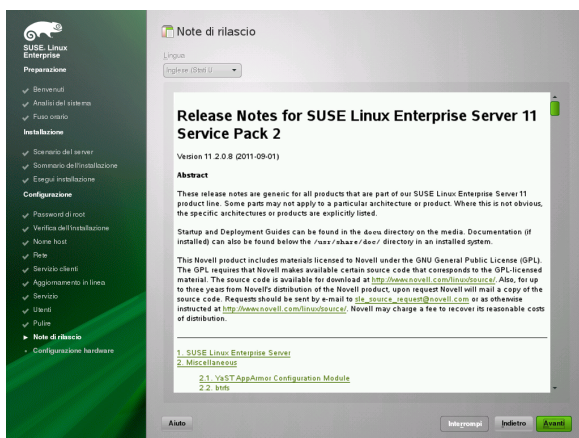 SUSE. Linux
Enterprise
Preparazione
Benvenuti
Analisi del sistema
Fuso orario
Installazione
Scenario del server
Sommario dell'installazione
Esegui installazione
Configurazione
Password di root
Verifica dell'installazione
Nome host
Rete
Servizio clienti
Aggiornamento in linea
Servizio
Utenti
Pulire
Note di rilascio
Configurazione hardware
Note di rilascio
Lingua
Inglese (Stati U
Release Notes for SUSE Linux Enterprise Server 11
Service Pack 2
Version 11.2.0.8 (2011-09-01)
Abstract
These release notes are generic for all products that are part of our SUSE Linux Enterprise Server 11
product line. Some parts may not apply to a particular architecture or product. Where this is not obvious,
the specific architectures or products are explicitly listed.
Startup and Deployment Guides can be found in the docu directory on the media. Documentation (if
installed) can also be found below the /usr/share/doc/ directory in an installed system.
This Novell product includes materials licensed to Novell under the GNU General Public License (GPL).
The GPL requires that Novell makes available certain source code that corresponds to the GPL-licensed
material. The source code is available for download at http://www.novell.com/linux/source/. Also, for up
to three years from Novell's distribution of the Novell product, upon request Novell will mail a copy of the
source code. Requests should be sent by e-mail to sle_source_request@novell.com or as otherwise
instructed at http://www.novell.com/linux/source/. Novell may charge a fee to recover its reasonable costs
of distribution.
1. SUSE Linux Enterprise Server
2. Miscellaneous
2.1. YaST AppArmor Configuration Module
2.2. btrfs
Aiuto
Interrompi
Indietro
Avanti